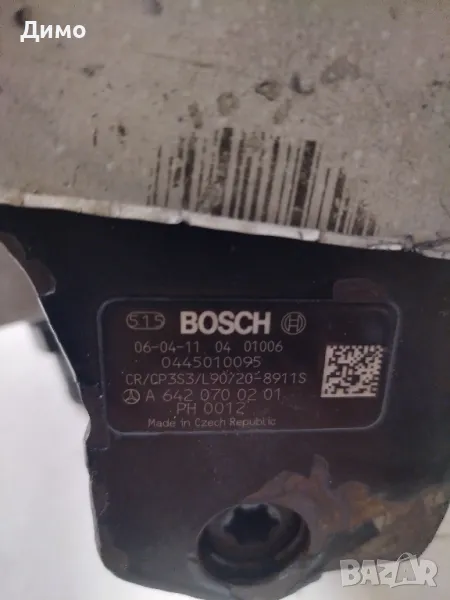 Димо
515 BOSCH
06-04-11 04 01006
0445010095
CR/CP3S3/L90/20-8911S
A 642 070 02 01
PH 0012
Made in Czech Republic
BAZAR